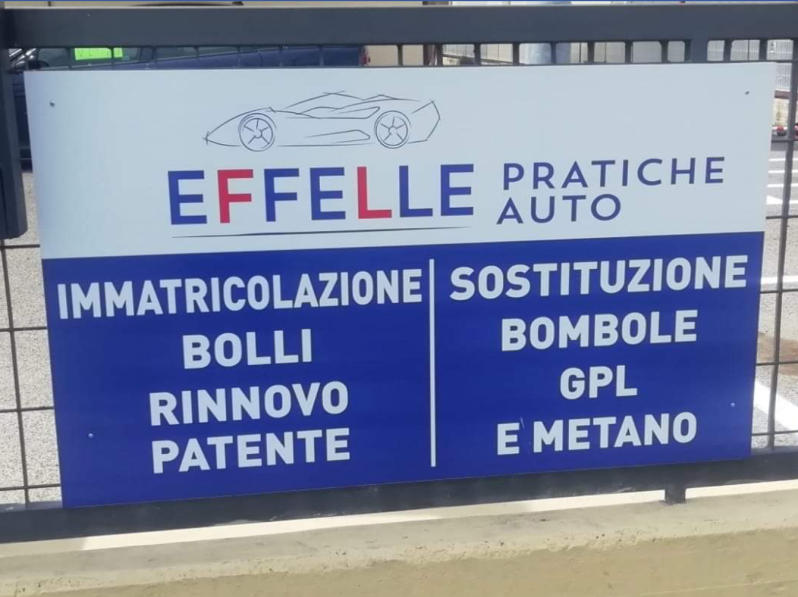 EFFELLE PRATICHE
AUTO
IMMATRICOLAZIONE
BOLLI
RINNOVO
PATENTE
SOSTITUZIONE
BOMBOLE
GPL
E METANO